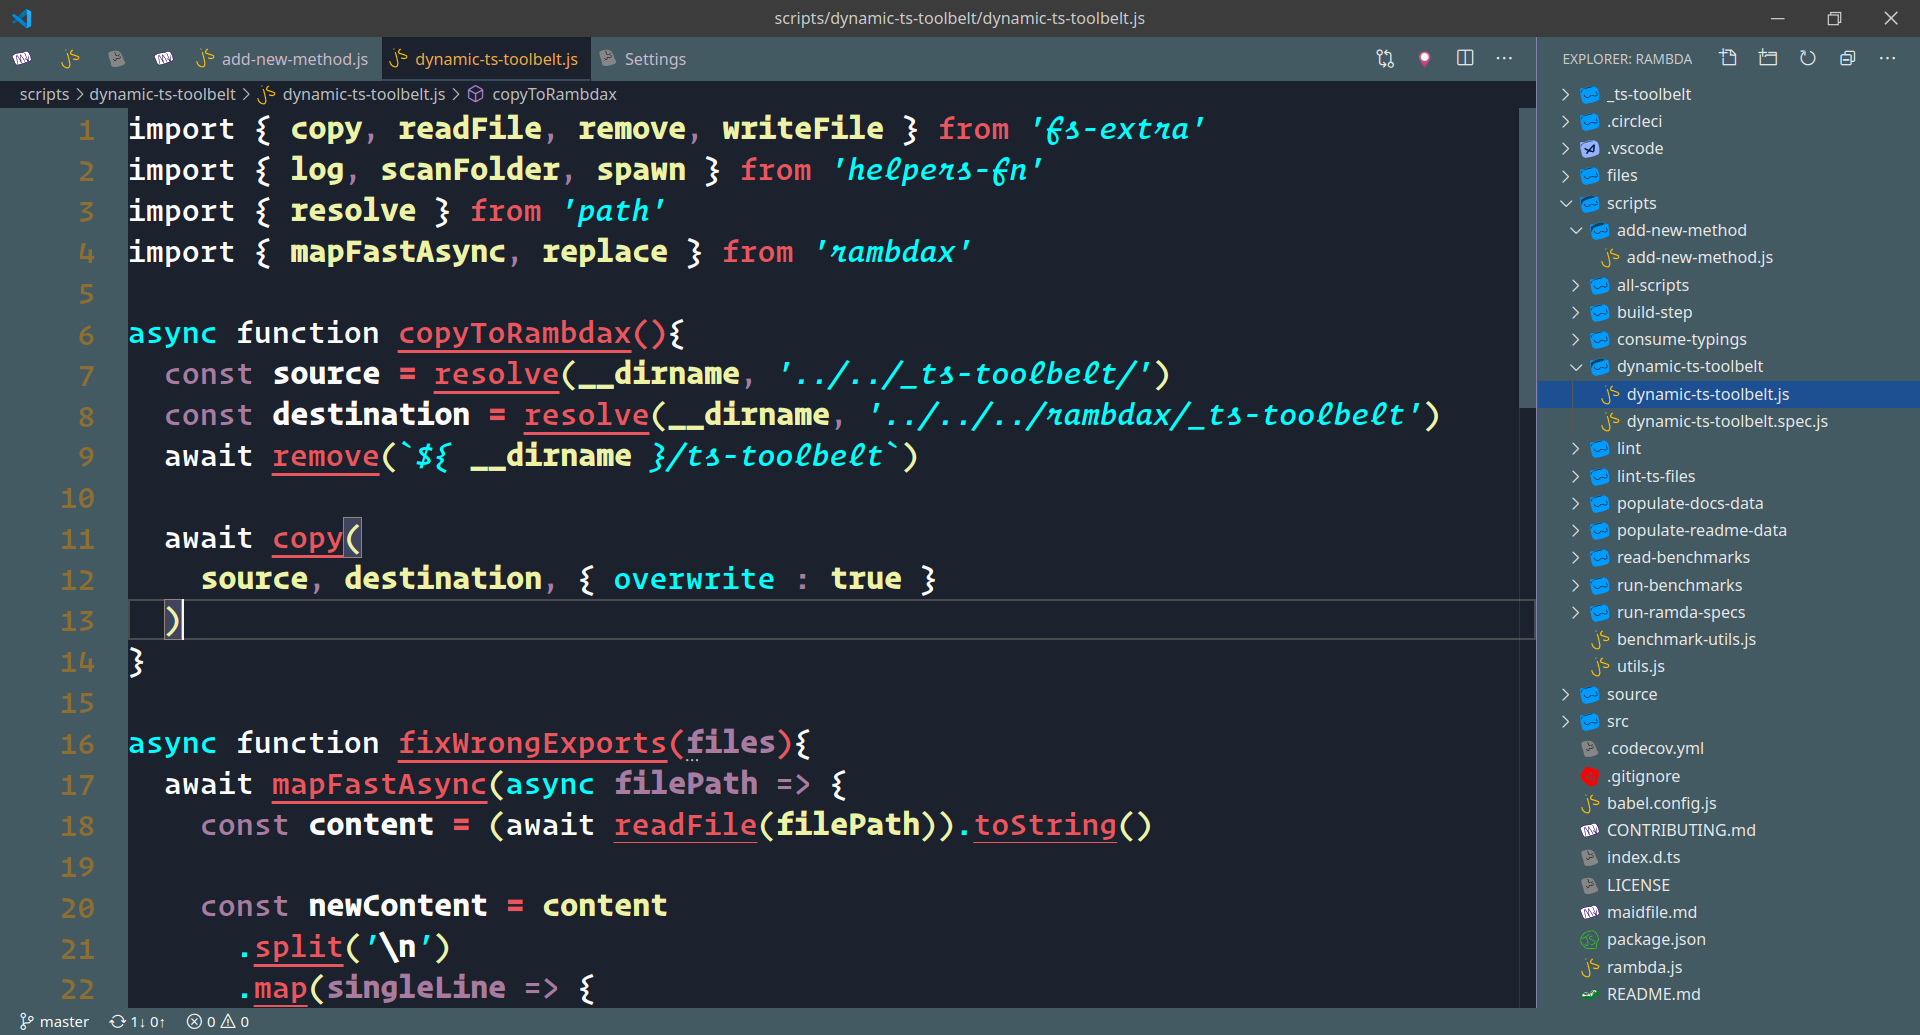 scripts/dynamic-ts-toolbelt/dynamic-ts-toolbelt.js
add-new-method.js
dynamic-ts-toolbelt.js
Settings
EXPLORER: RAMBDA
scripts > dynamic-ts-toolbelt > dynamic-ts-toolbelt.js > copyToRambdax
1 import { copy, readFile, remove, writeFile } from 'fs-extra'
2 import { log, scanFolder, spawn } from 'helpers-fn'
3 import { resolve } from 'path'
4 import { mapFastAsync, replace } from 'rambdax'
5
6 async function copyToRambdax(){
7   const source = resolve(__dirname, '../../_ts-toolbelt/')
8   const destination = resolve(__dirname, '../../../rambdax/_ts-toolbelt')
9   await remove(`${ __dirname }/ts-toolbelt`)
10
11   await copy(
12     source, destination, { overwrite : true }
13   )
14 }
15
16 async function fixWrongExports(files){
17   await mapFastAsync(async filePath => {
18     const content = (await readFile(filePath)).toString()
19
20     const newContent = content
21       .split('\n')
22       .map(singleLine => {
_ts-toolbelt
.circleci
.vscode
files
scripts
add-new-method
add-new-method.js
all-scripts
build-step
consume-typings
dynamic-ts-toolbelt
dynamic-ts-toolbelt.js
dynamic-ts-toolbelt.spec.js
lint
lint-ts-files
populate-docs-data
populate-readme-data
read-benchmarks
run-benchmarks
run-ramda-specs
benchmark-utils.js
utils.js
source
src
.codecov.yml
.gitignore
babel.config.js
CONTRIBUTING.md
index.d.ts
LICENSE
maidfile.md
package.json
rambda.js
README.md
master 1↓ 0↑ 0 0